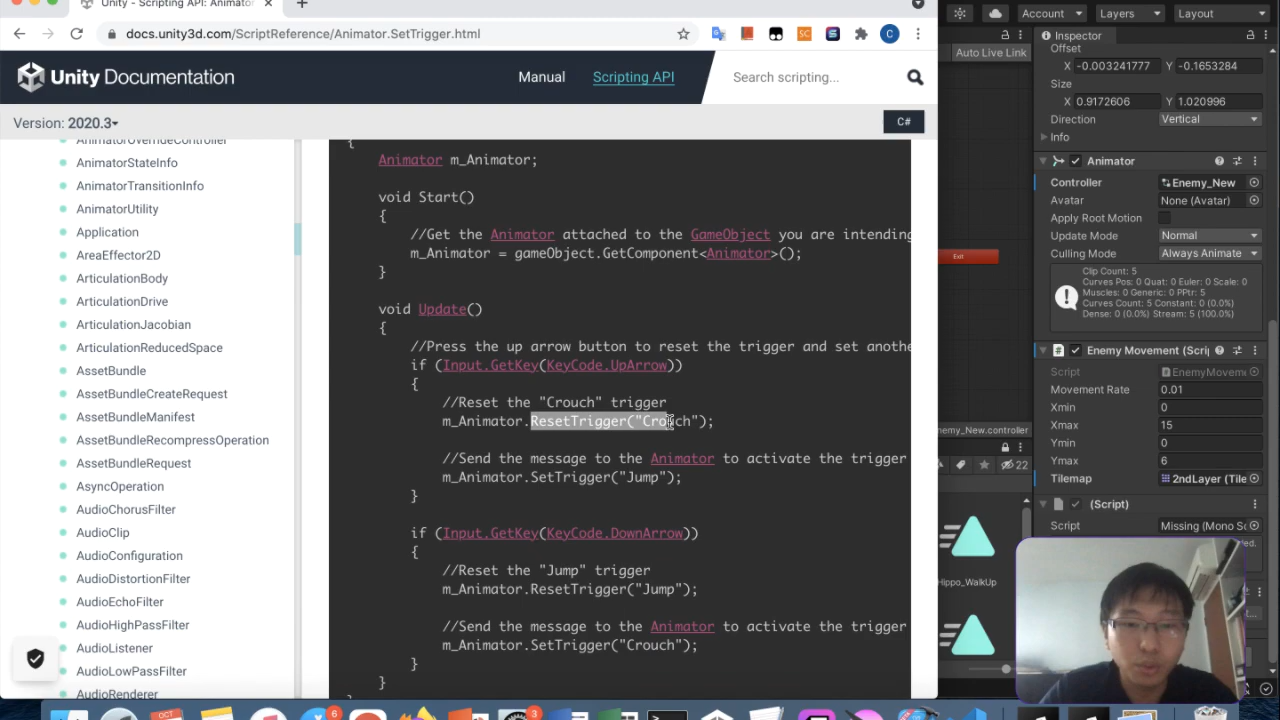 Unity - Scripting API: Animator
docs.unity3d.com/ScriptReference/Animator.SetTrigger.html
SC
C
Unity Documentation
Manual
Scripting API
Search scripting...
Version: 2020.3
C#
AnimatorOverrideController
AnimatorStateInfo
AnimatorTransitionInfo
AnimatorUtility
Application
AreaEffector2D
ArticulationBody
ArticulationDrive
ArticulationJacobian
ArticulationReducedSpace
AssetBundle
AssetBundleCreateRequest
AssetBundleManifest
AssetBundleRecompressOperation
AssetBundleRequest
AsyncOperation
AudioChorusFilter
AudioClip
AudioConfiguration
AudioDistortionFilter
AudioEchoFilter
AudioHighPassFilter
AudioListener
AudioLowPassFilter
AudioRenderer
{
Animator m_Animator;
void Start()
{
//Get the Animator attached to the GameObject you are intending
m_Animator = gameObject.GetComponent<Animator>();
}
void Update()
{
//Press the up arrow button to reset the trigger and set anothe
if (Input.GetKey(KeyCode.UpArrow))
{
//Reset the "Crouch" trigger
m_Animator.ResetTrigger("Crouch");
//Send the message to the Animator to activate the trigger
m_Animator.SetTrigger("Jump");
}
if (Input.GetKey(KeyCode.DownArrow))
{
//Reset the "Jump" trigger
m_Animator.ResetTrigger("Jump");
//Send the message to the Animator to activate the trigger
m_Animator.SetTrigger("Crouch");
}
}
Account
Layers
Layout
Auto Live Link
Exit
nemy_New.controller
22
Hippo_WalkUp
Inspector
Offset
X -0.003241777 Y -0.1653284
Size
X 0.9172606 Y 1.020996
Direction Vertical
Info
Animator
Controller Enemy_New
Avatar None (Avatar)
Apply Root Motion
Update Mode Normal
Culling Mode Always Animate
Clip Count: 5
Curves Pos: 0 Quat: 0 Euler: 0 Scale: 0
Muscles: 0 Generic: 0 PPtr: 5
Curves Count: 5 Constant: 0 (0.0%)
Dense: 0 (0.0%) Stream: 5 (100.0%)
Enemy Movement (Scri
Script EnemyMovem
Movement Rate 0.01
Xmin 0
Xmax 15
Ymin 0
Ymax 6
Tilemap 2ndLayer (Tile
(Script)
Script Missing (Mono Sc
6
OCT
3